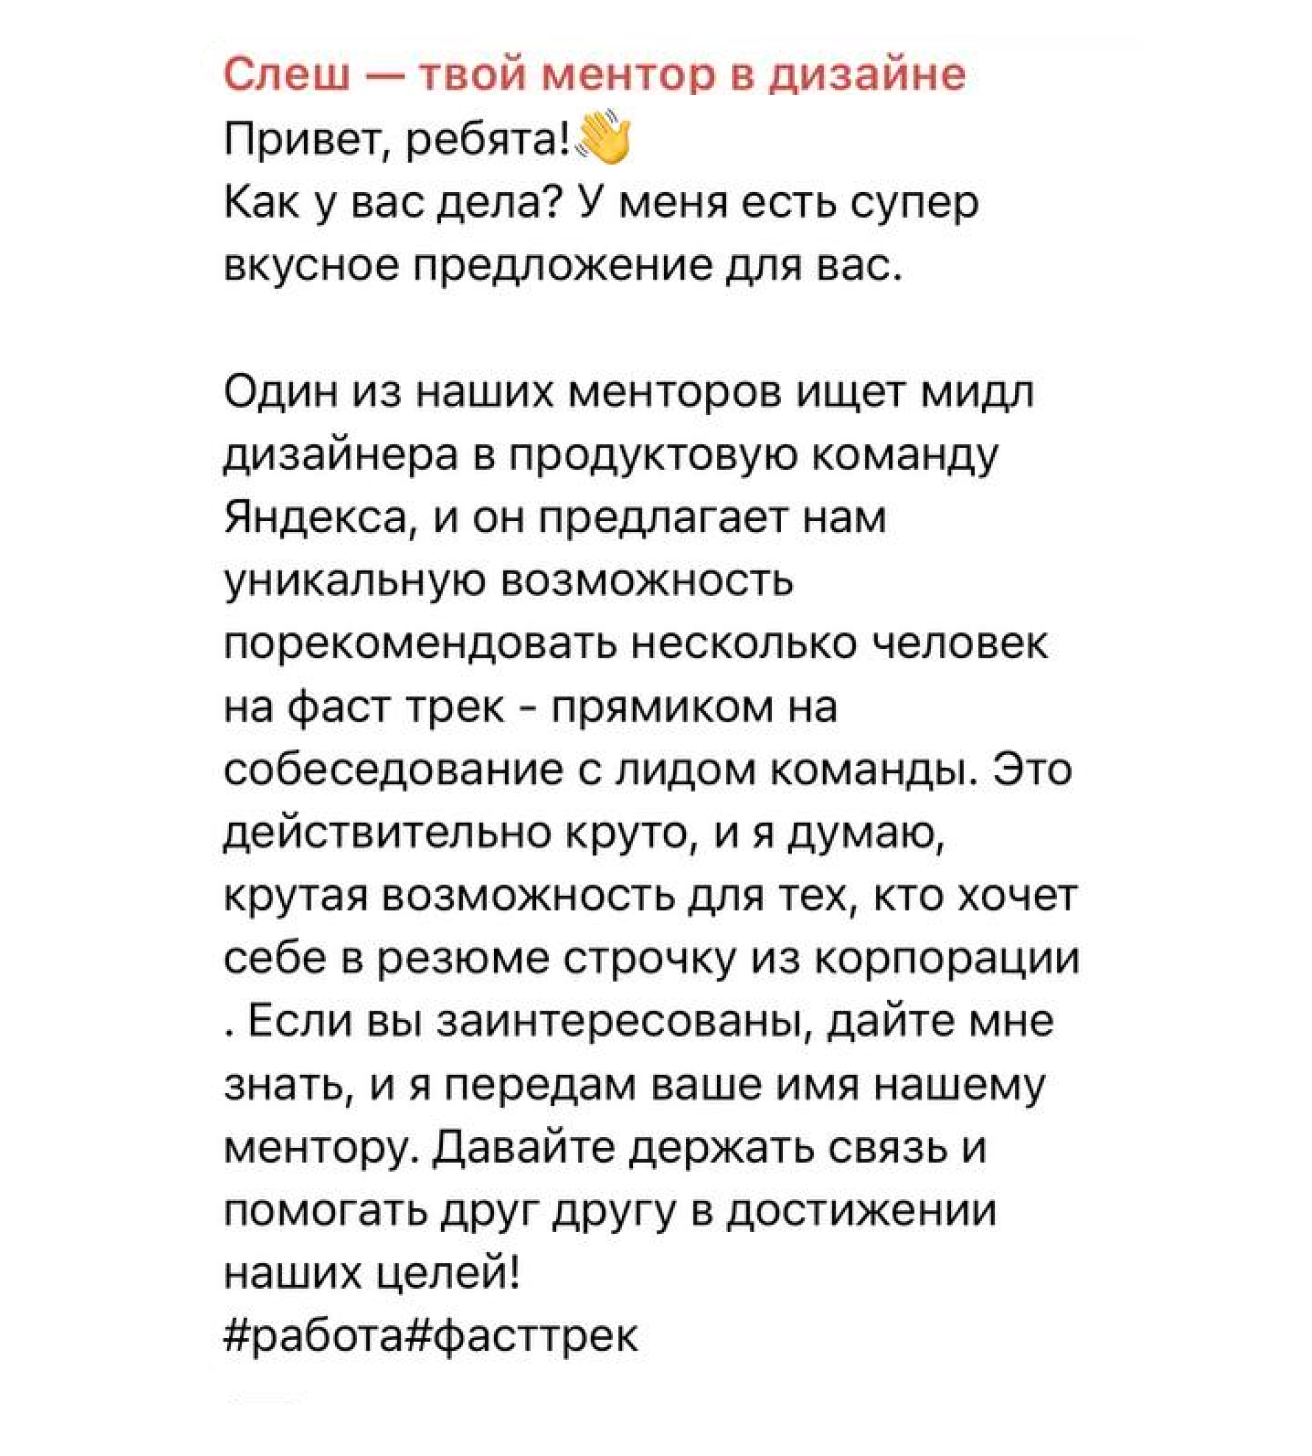 Слеш — твой ментор в дизайне
Привет, ребята!👋
Как у вас дела? У меня есть супер
вкусное предложение для вас.
Один из наших менторов ищет мидл
дизайнера в продуктовую команду
Яндекса, и он предлагает нам
уникальную возможность
порекомендовать несколько человек
на фаст трек - прямиком на
собеседование с лидом команды. Это
действительно круто, и я думаю,
крутая возможность для тех, кто хочет
себе в резюме строчку из корпорации
. Если вы заинтересованы, дайте мне
знать, и я передам ваше имя нашему
ментору. Давайте держать связь и
помогать друг другу в достижении
наших целей!
#работа#фасттрек